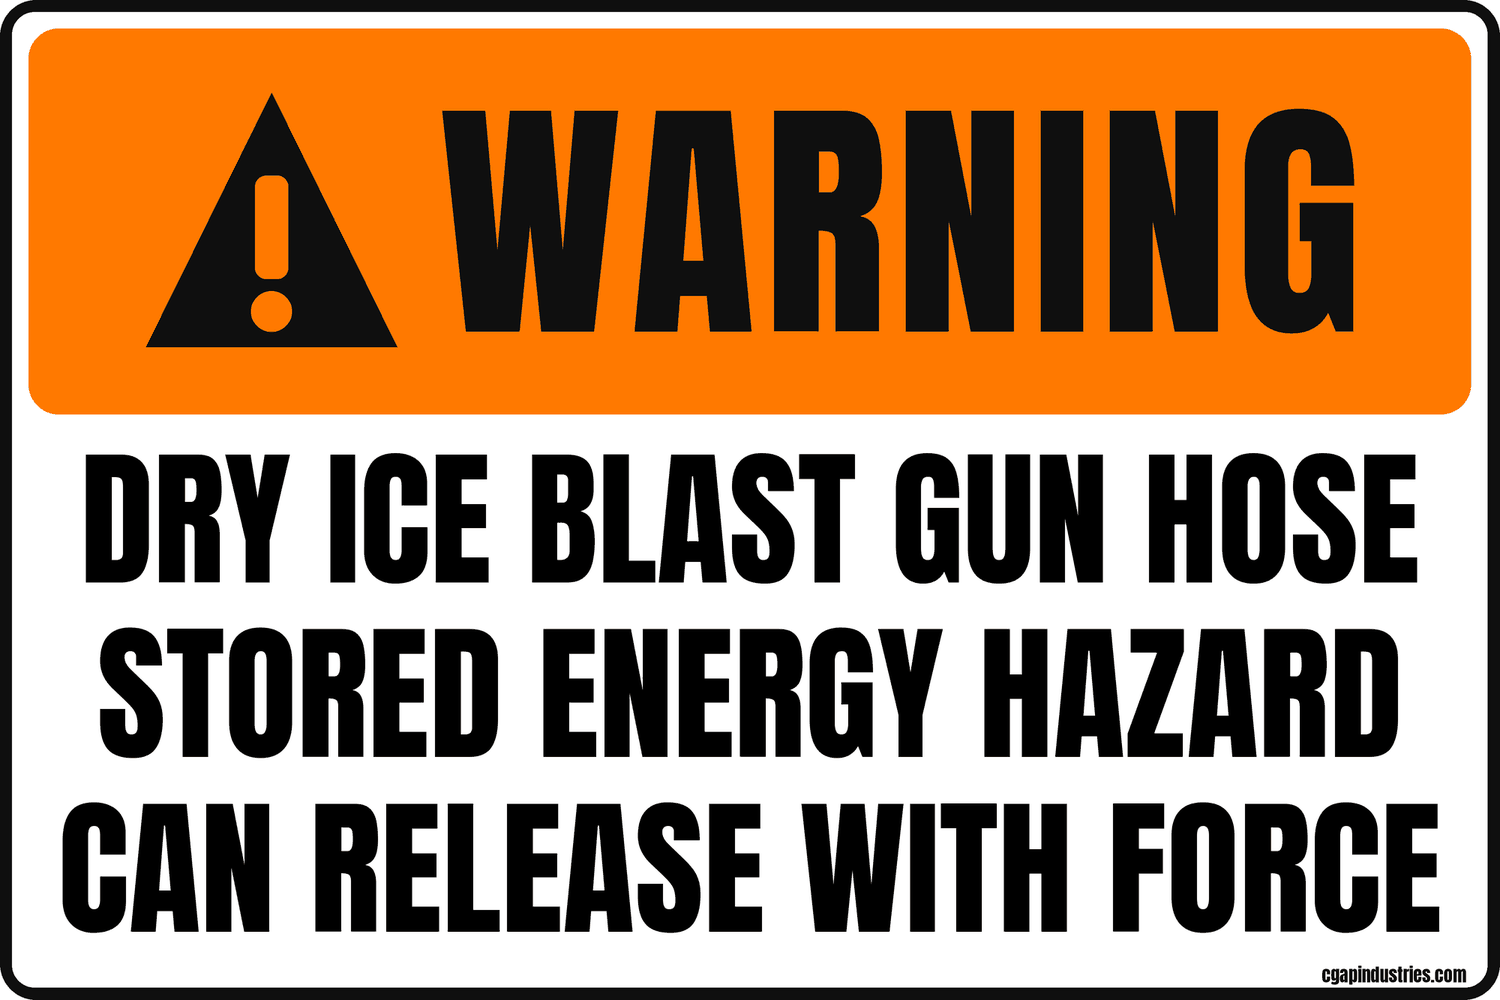 WARNING
DRY ICE BLAST GUN HOSE
STORED ENERGY HAZARD
CAN RELEASE WITH FORCE
cgapindustries.com